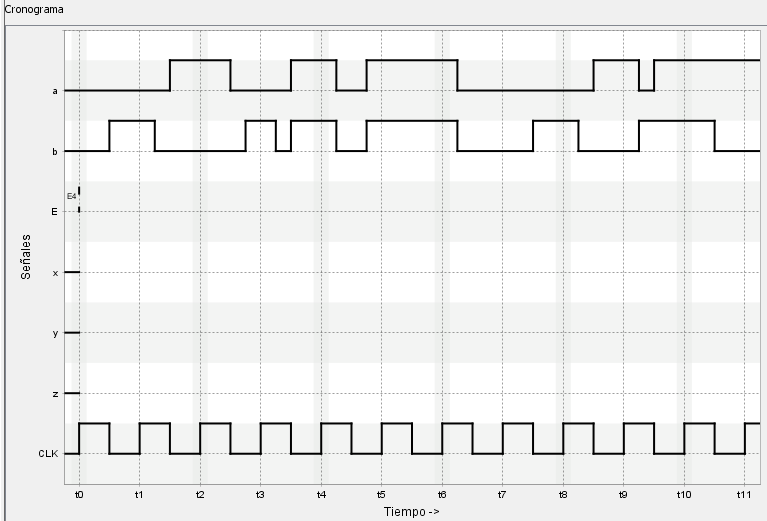 Cronograma
a
b
E4
E
x
y
z
CLK
Señales
t0 t1 t2 t3 t4 t5 t6 t7 t8 t9 t10 t11
Tiempo ->